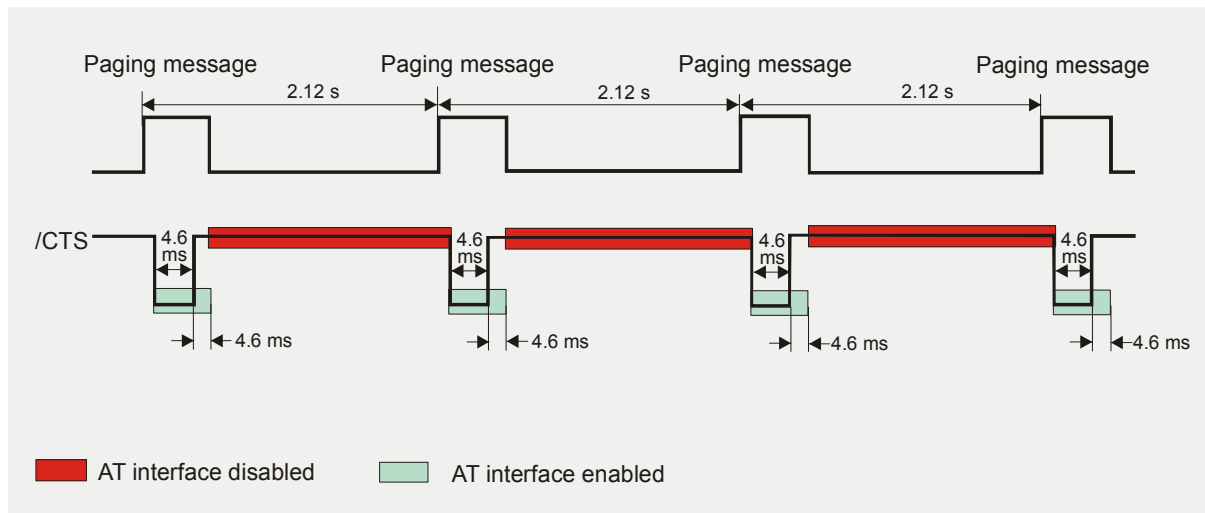 Paging message Paging message Paging message Paging message
2.12 s 2.12 s 2.12 s
/CTS
4.6 4.6 4.6 4.6
ms ms ms ms
4.6 ms 4.6 ms 4.6 ms 4.6 ms
AT interface disabled AT interface enabled